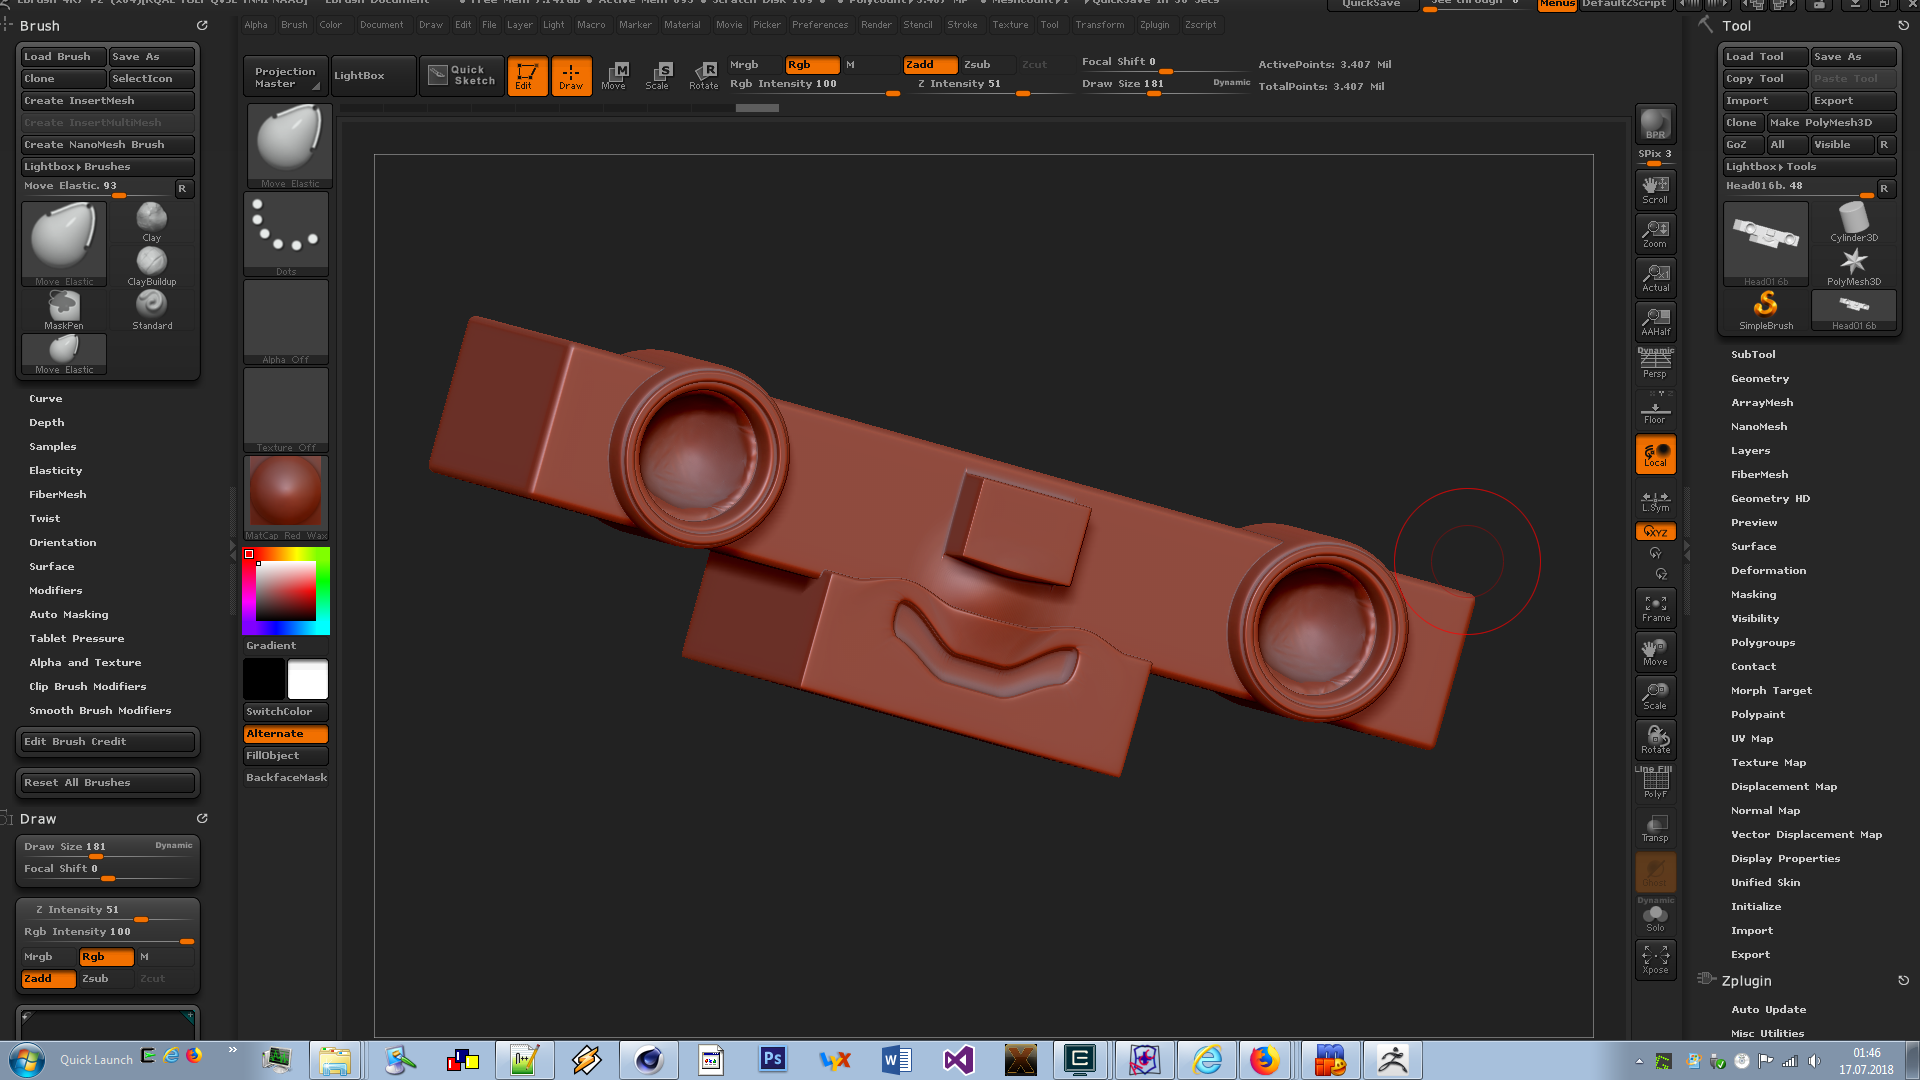 QuickSave
See through 0
Menus
DefaultZScript
Brush
Alpha Brush Color Document Draw Edit File Layer Light Macro Marker Material Movie Picker Preferences Render Stencil Stroke Texture Tool Transform Zplugin Zscript
Tool
Load Brush Save As
Clone SelectIcon
Create InsertMesh
Create InsertMultiMesh
Create NanoMesh Brush
Lightbox▸Brushes
Move Elastic. 93 R
Move Elastic
Clay
ClayBuildup
MaskPen
Standard
Move Elastic
Curve
Depth
Samples
Elasticity
FiberMesh
Twist
Orientation
Surface
Modifiers
Auto Masking
Tablet Pressure
Alpha and Texture
Clip Brush Modifiers
Smooth Brush Modifiers
Edit Brush Credit
Reset All Brushes
Draw
Draw Size 181 Dynamic
Focal Shift 0
Z Intensity 51
Rgb Intensity 100
Mrgb Rgb M
Zadd Zsub Zcut
Projection
Master
LightBox
Quick
Sketch
Edit
Draw
Move
Scale
Rotate
Mrgb Rgb M
Rgb Intensity 100
Zadd Zsub Zcut
Z Intensity 51
Focal Shift 0
Draw Size 181 Dynamic
ActivePoints: 3.407 Mil
TotalPoints: 3.407 Mil
Move Elastic
Dots
Alpha Off
Texture Off
MatCap Red Wax
Gradient
SwitchColor
Alternate
FillObject
BackfaceMask
BPR
SPix 3
Scroll
Zoom
Actual
AAHalf
Dynamic
Persp
Floor
Local
L.Sym
XYZ
Frame
Move
Scale
Rotate
Line Fill
PolyF
Transp
Ghost
Dynamic
Solo
Xpose
Load Tool Save As
Copy Tool Paste Tool
Import Export
Clone Make PolyMesh3D
GoZ All Visible R
Lightbox▸Tools
Head016b. 48 R
Head016b
Cylinder3D
PolyMesh3D
SimpleBrush
Head016b
SubTool
Geometry
ArrayMesh
NanoMesh
Layers
FiberMesh
Geometry HD
Preview
Surface
Deformation
Masking
Visibility
Polygroups
Contact
Morph Target
Polypaint
UV Map
Texture Map
Displacement Map
Normal Map
Vector Displacement Map
Display Properties
Unified Skin
Initialize
Import
Export
Zplugin
Auto Update
Misc Utilities
Quick Launch
01:46
17.07.2018